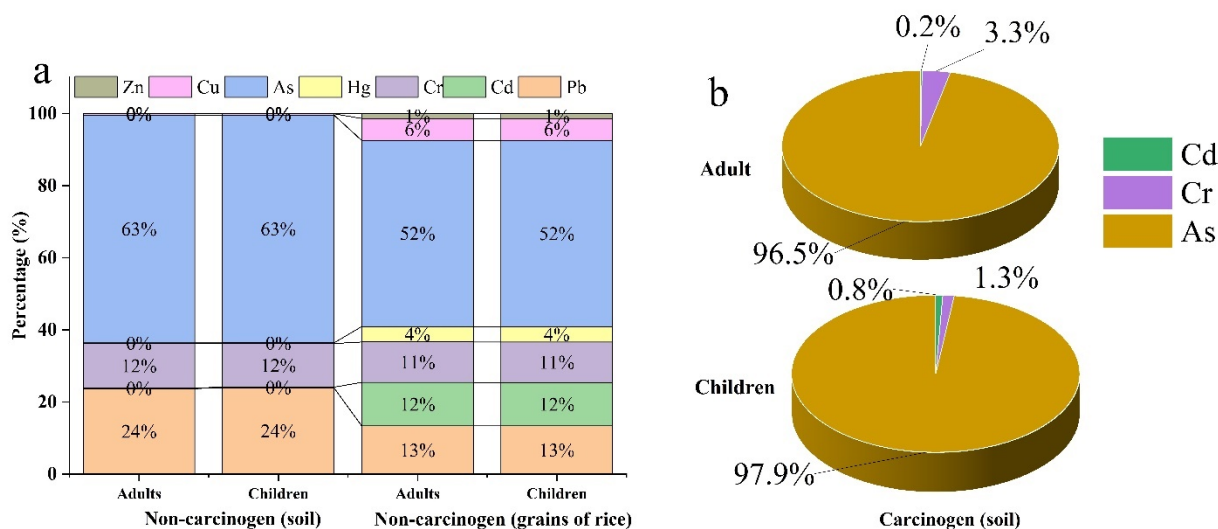 a
Zn Cu As Hg Cr Cd Pb
Percentage (%)
100
80
60
40
20
0
0% 0% 1% 1%
6% 6%
63% 63% 52% 52%
0% 0% 4% 4%
12% 12% 11% 11%
0% 0% 12% 12%
24% 24% 13% 13%
Adults Children Adults Children
Non-carcinogen (soil) Non-carcinogen (grains of rice)
b
0.2% 3.3%
Adult
96.5%
0.8% 1.3%
Children
97.9%
Cd
Cr
As
Carcinogen (soil)